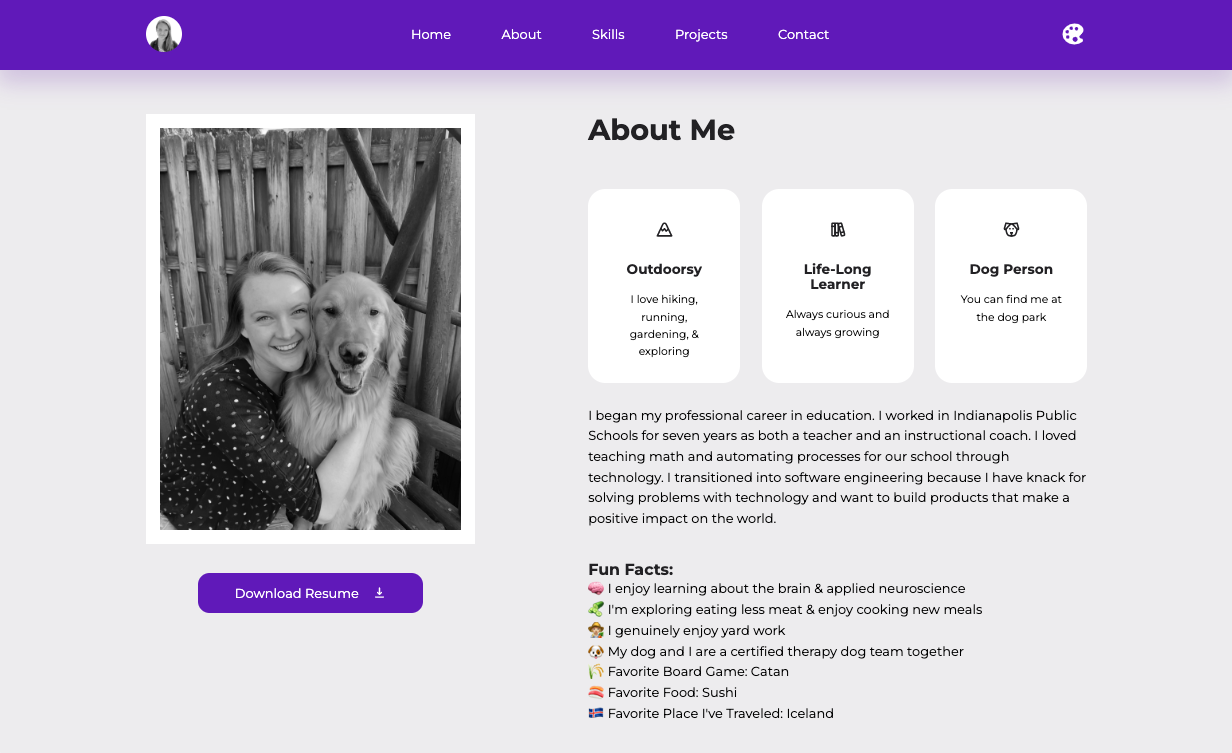 Home About Skills Projects Contact
About Me
Outdoorsy
I love hiking,
running,
gardening, &
exploring
Life-Long
Learner
Always curious and
always growing
Dog Person
You can find me at
the dog park
I began my professional career in education. I worked in Indianapolis Public
Schools for seven years as both a teacher and an instructional coach. I loved
teaching math and automating processes for our school through
technology. I transitioned into software engineering because I have knack for
solving problems with technology and want to build products that make a
positive impact on the world.
Download Resume
Fun Facts:
🧠 I enjoy learning about the brain & applied neuroscience
🥬 I'm exploring eating less meat & enjoy cooking new meals
👩‍🌾 I genuinely enjoy yard work
🐶 My dog and I are a certified therapy dog team together
🌾 Favorite Board Game: Catan
🍣 Favorite Food: Sushi
🇮🇸 Favorite Place I've Traveled: Iceland